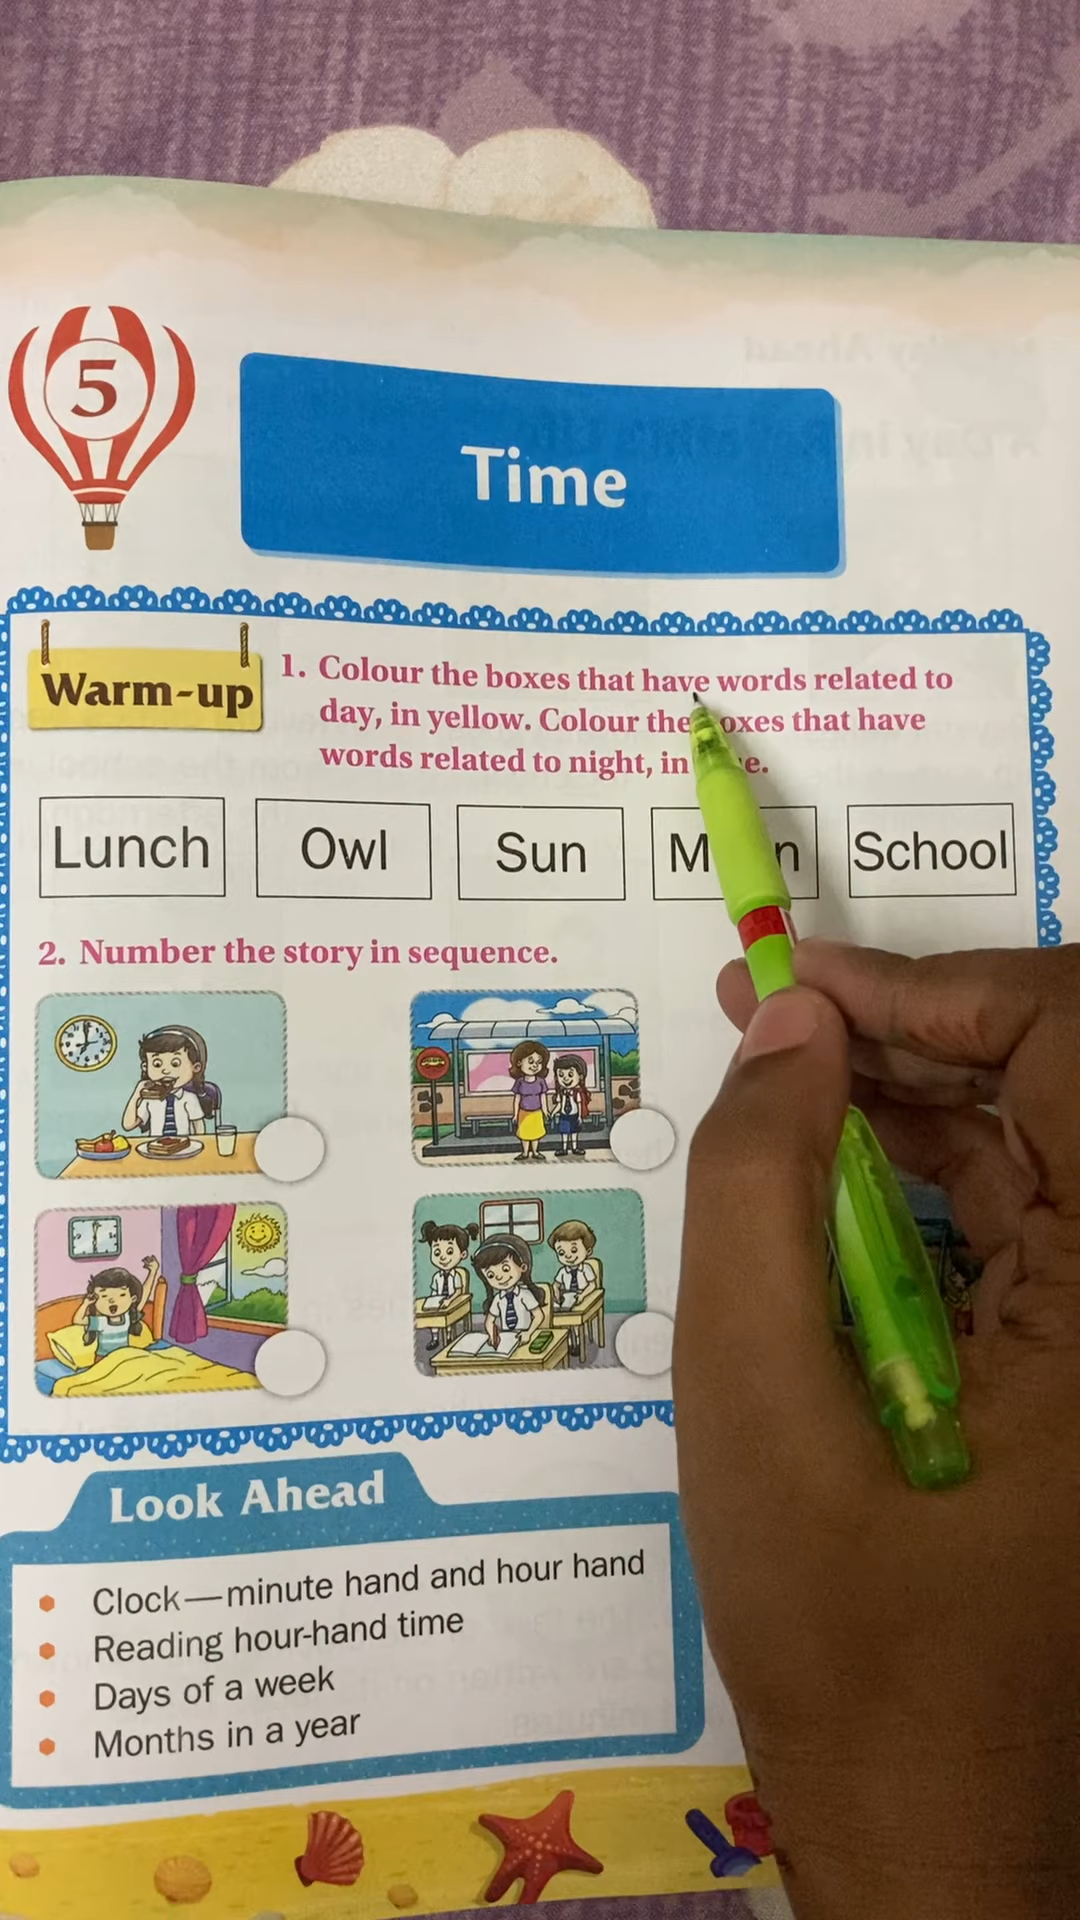 5
Time
Warm-up
1. Colour the boxes that have words related to
day, in yellow. Colour the boxes that have
words related to night, in
Lunch
Owl
Sun
School
2. Number the story in sequence.
Look Ahead
Clock—minute hand and hour hand
Reading hour-hand time
Days of a week
Months in a year